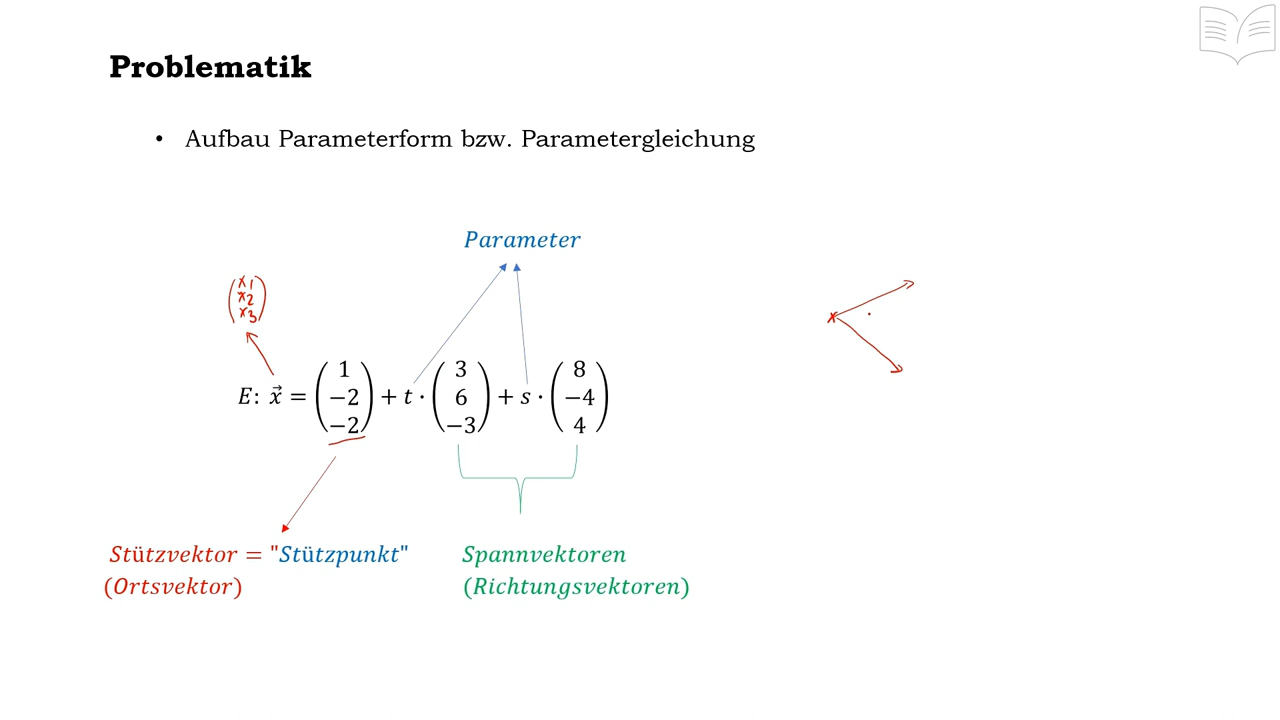 Problematik
• Aufbau Parameterform bzw. Parametergleichung
Parameter
(x1 x2 x3)
E: x⃗ = (1 −2 −2) + t · (3 6 −3) + s · (8 −4 4)
x
Stützvektor = "Stützpunkt"
(Ortsvektor)
Spannvektoren
(Richtungsvektoren)